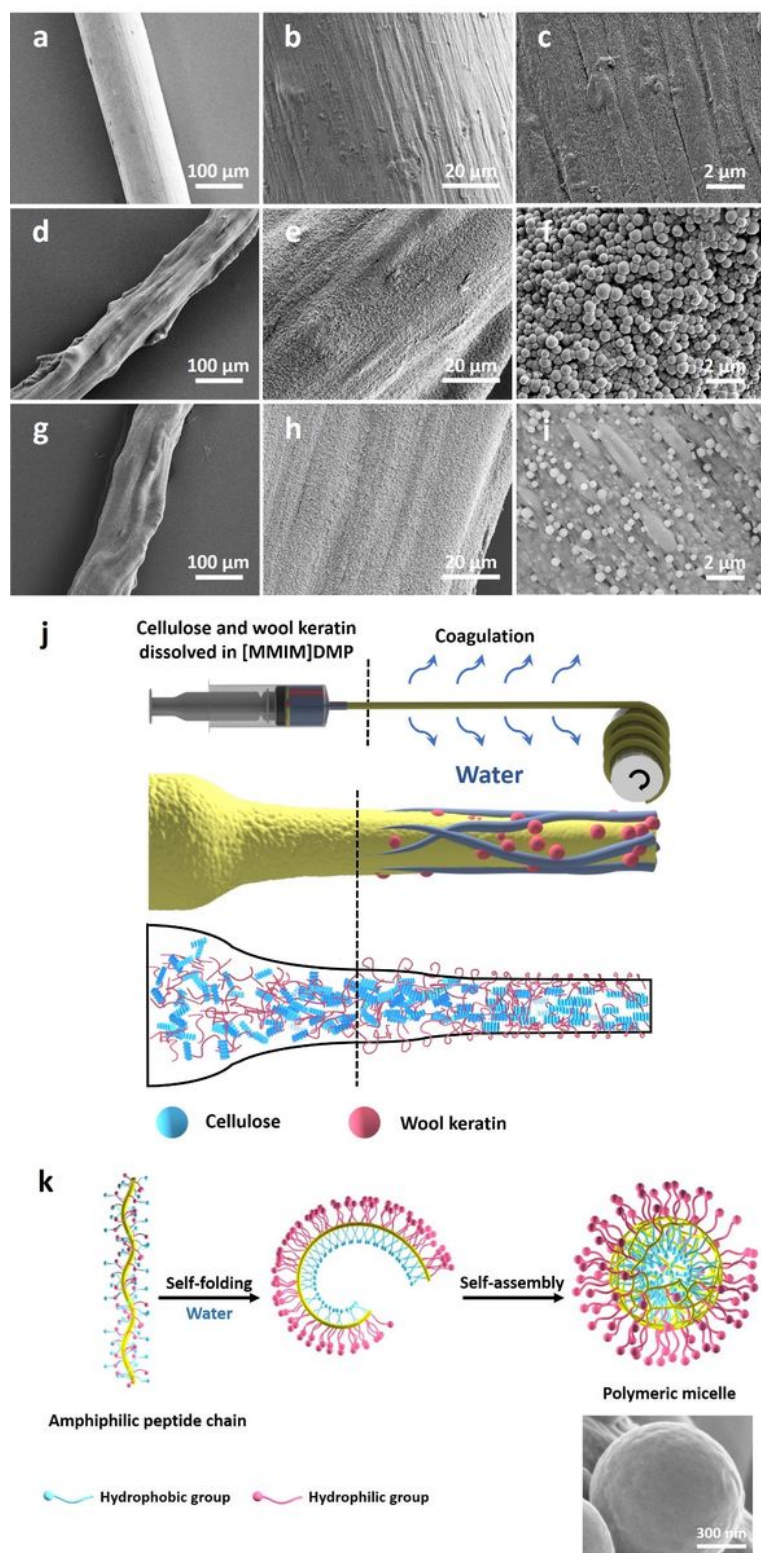 a
b
c
100 µm
20 µm
2 µm
d
e
f
100 µm
20 µm
2 µm
g
h
i
100 µm
20 µm
2 µm
j
Cellulose and wool keratin
dissolved in [MMIM]DMP
Coagulation
Water
Cellulose
Wool keratin
k
Self-folding
Water
Self-assembly
Amphiphilic peptide chain
Polymeric micelle
Hydrophobic group
Hydrophilic group
300 nm